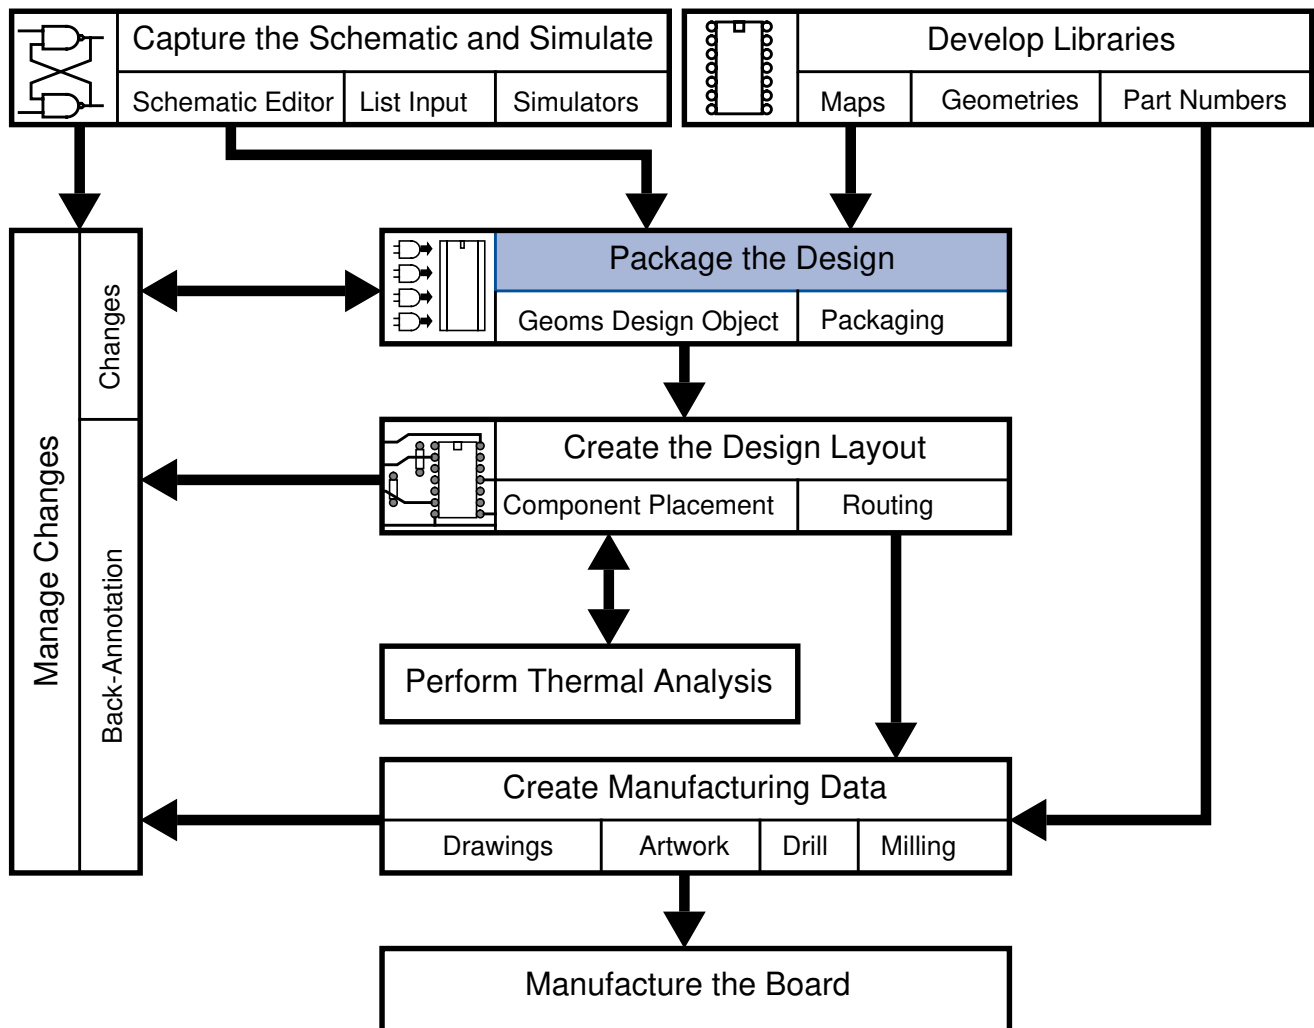 Capture the Schematic and Simulate
Schematic Editor
List Input
Simulators
Develop Libraries
Maps
Geometries
Part Numbers
Manage Changes
Changes
Back-Annotation
Package the Design
Geoms Design Object
Packaging
Create the Design Layout
Component Placement
Routing
Perform Thermal Analysis
Create Manufacturing Data
Drawings
Artwork
Drill
Milling
Manufacture the Board